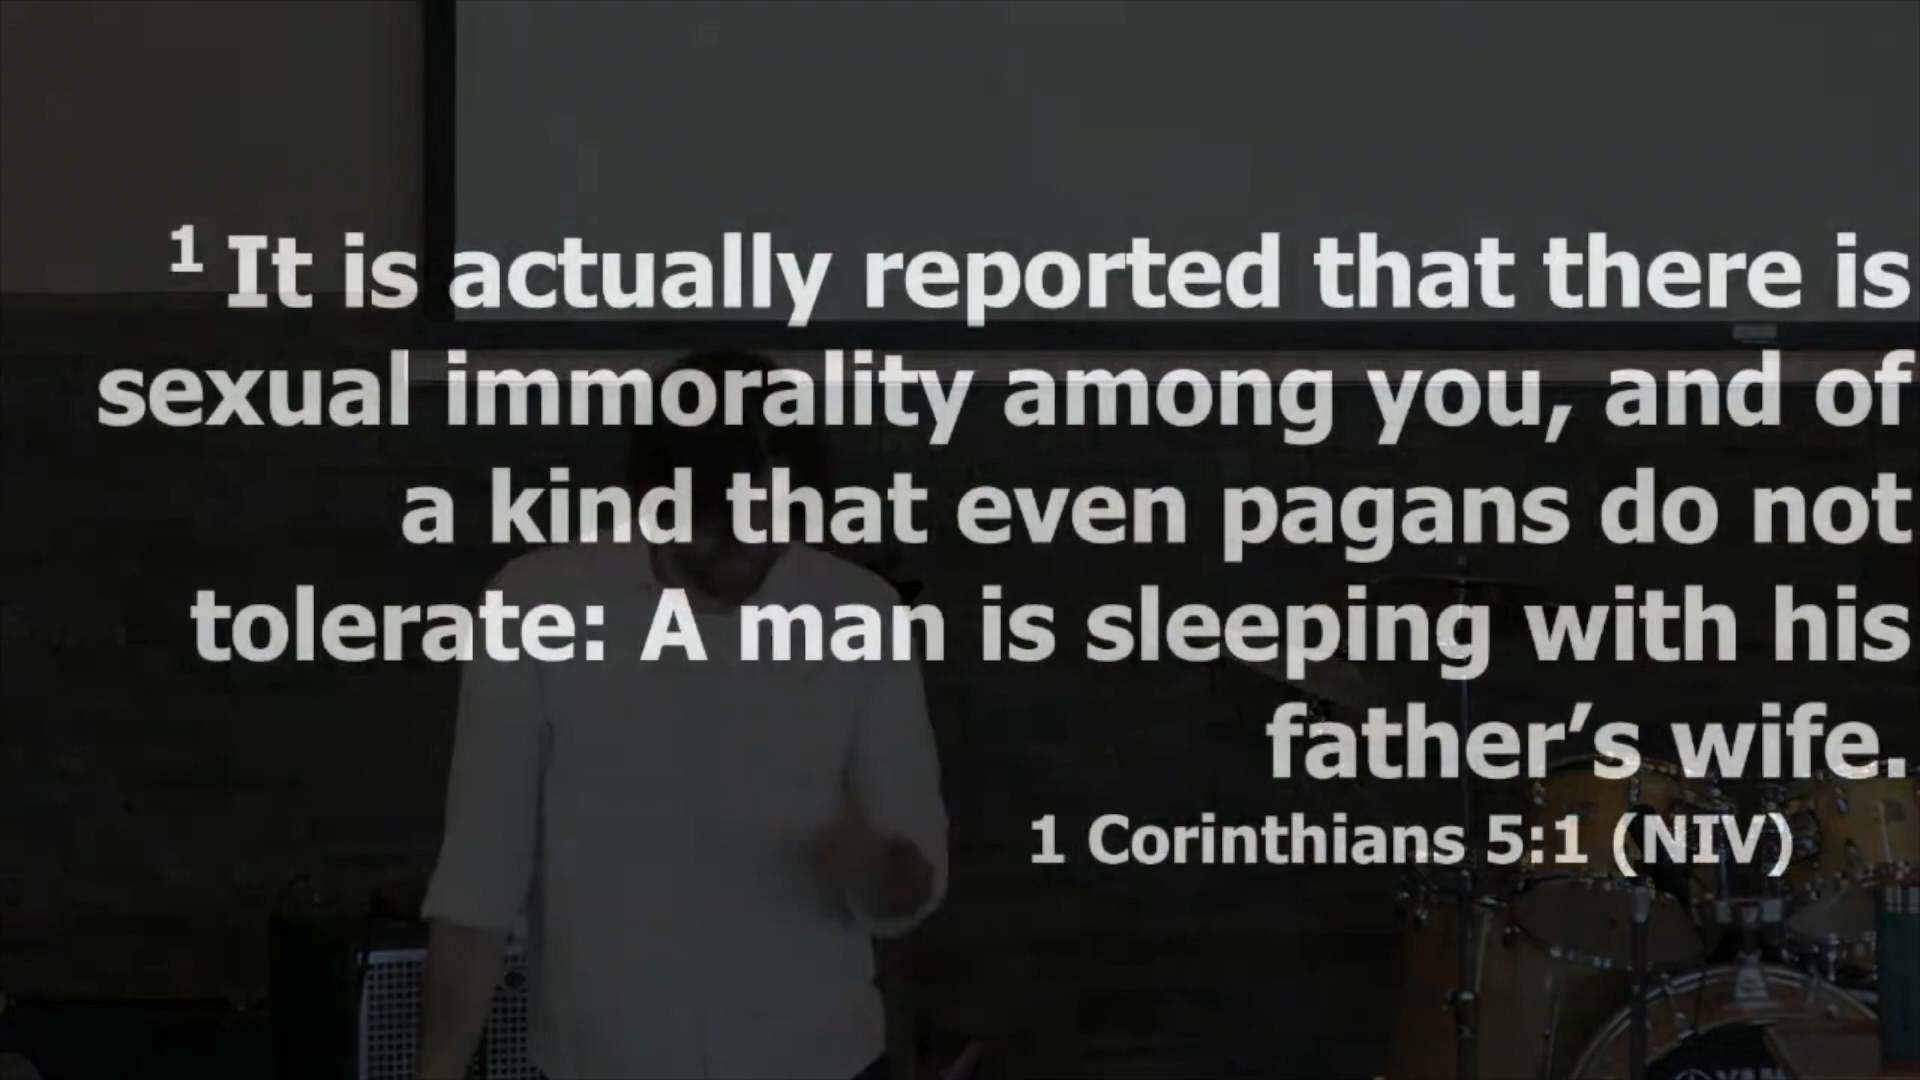 1 It is actually reported that there is
sexual immorality among you, and of
a kind that even pagans do not
tolerate: A man is sleeping with his
father’s wife.
1 Corinthians 5:1 (NIV)